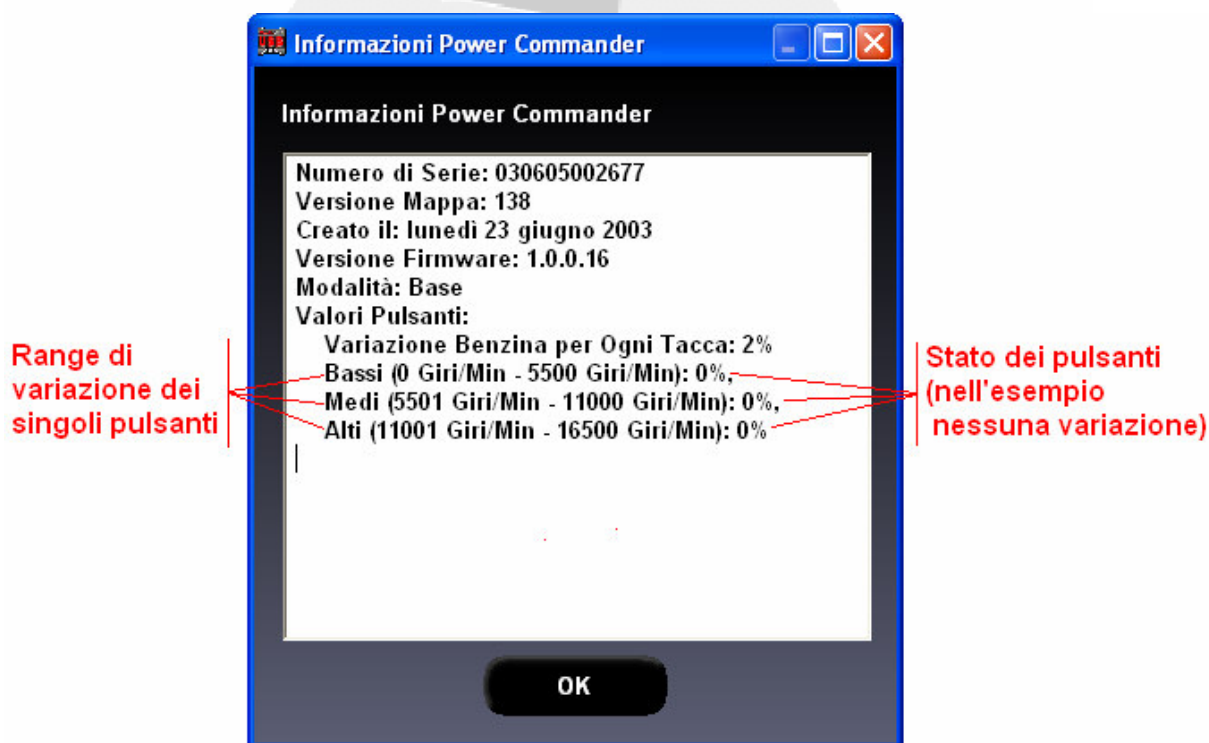 Informazioni Power Commander
Informazioni Power Commander
Numero di Serie: 030605002677
Versione Mappa: 138
Creato il: lunedì 23 giugno 2003
Versione Firmware: 1.0.0.16
Modalità: Base
Valori Pulsanti:
Variazione Benzina per Ogni Tacca: 2%
Bassi (0 Giri/Min - 5500 Giri/Min): 0%,
Medi (5501 Giri/Min - 11000 Giri/Min): 0%,
Alti (11001 Giri/Min - 16500 Giri/Min): 0%
OK
Range di
variazione dei
singoli pulsanti
Stato dei pulsanti
(nell'esempio
nessuna variazione)